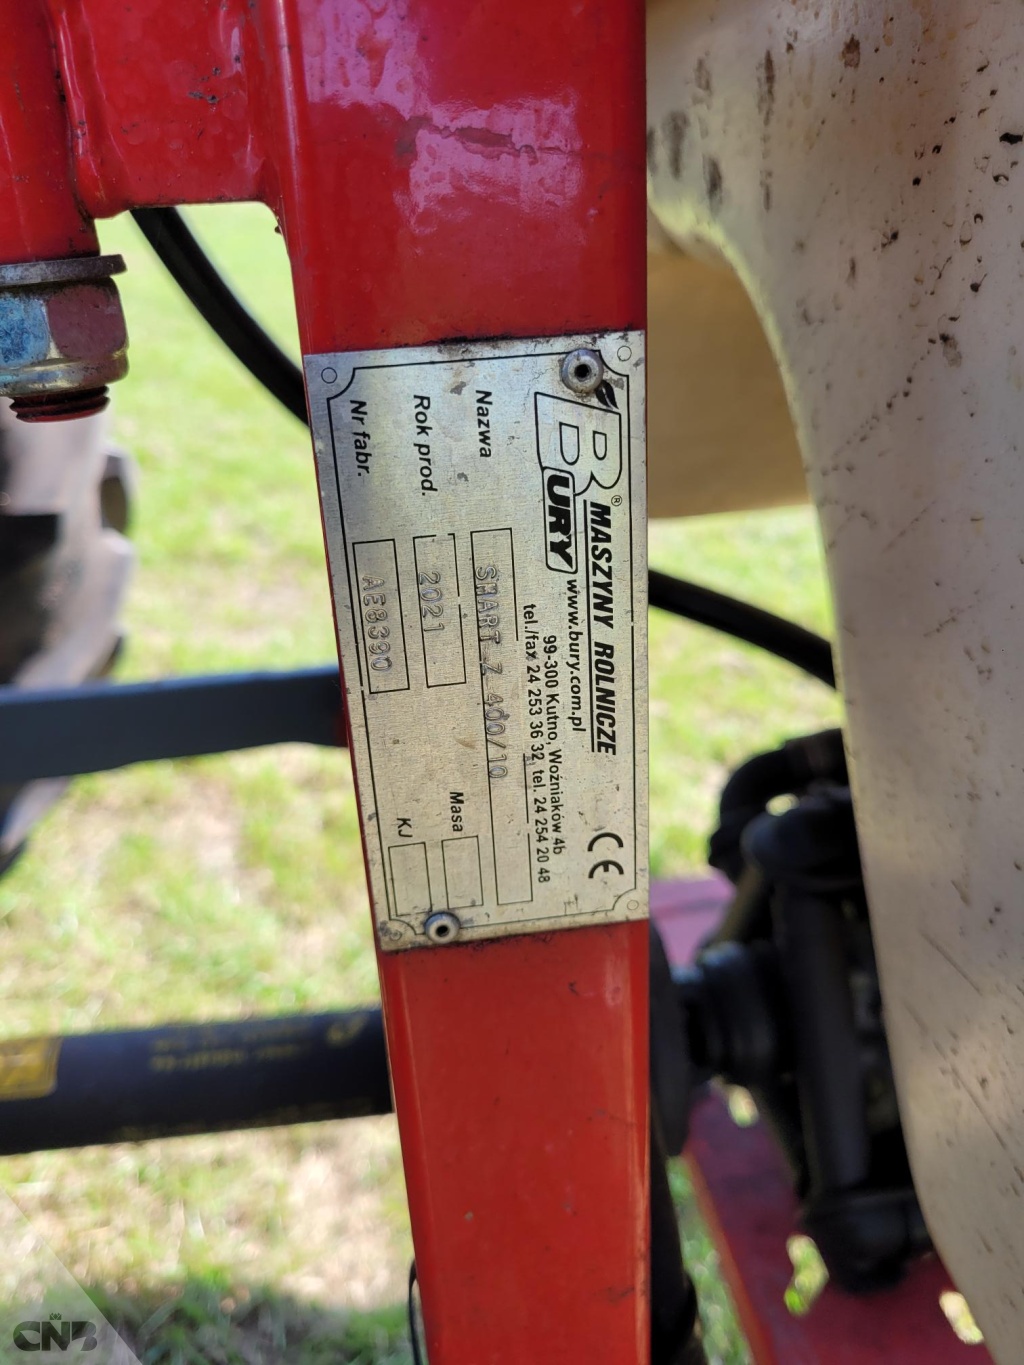 BURY®
MASZYNY ROLNICZE
www.bury.com.pl
99-300 Kutno, Woźniaków 4b
tel./fax 24 253 36 32, tel. 24 254 20 48
CE
Nazwa SMART Z 400/10
Rok prod. 2021
Masa
Nr fabr. AE8390
KJ
CNB